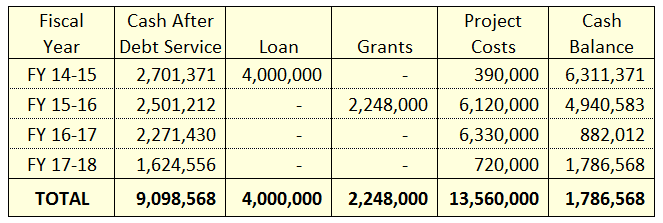 Fiscal Year Cash After Debt Service Loan Grants Project Costs Cash Balance
FY 14-15 2,701,371 4,000,000 - 390,000 6,311,371
FY 15-16 2,501,212 - 2,248,000 6,120,000 4,940,583
FY 16-17 2,271,430 - - 6,330,000 882,012
FY 17-18 1,624,556 - - 720,000 1,786,568
TOTAL 9,098,568 4,000,000 2,248,000 13,560,000 1,786,568